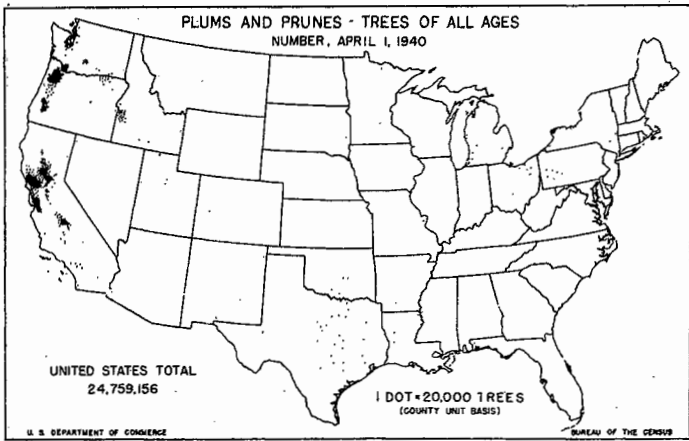 PLUMS AND PRUNES - TREES OF ALL AGES
NUMBER, APRIL 1, 1940
UNITED STATES TOTAL
24,759,156
1 DOT = 20,000 TREES
(COUNTY UNIT BASIS)
U. S. DEPARTMENT OF COMMERCE
BUREAU OF THE CENSUS